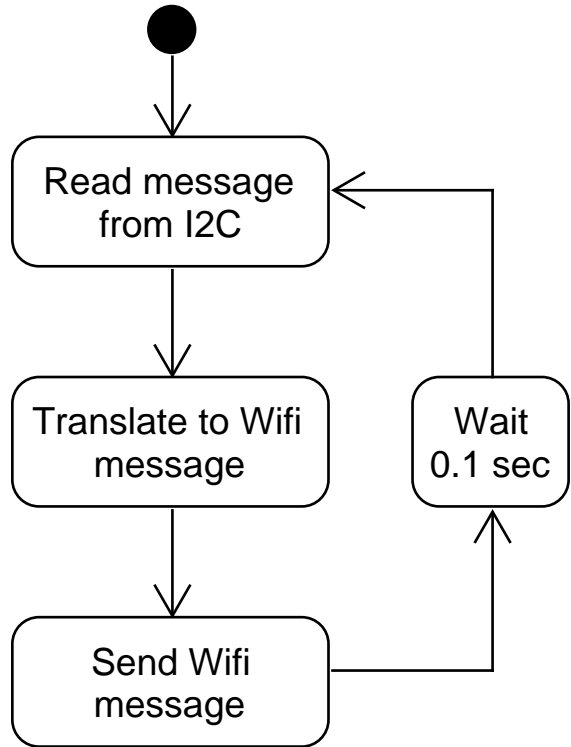 Read message
from I2C
Translate to Wifi
message
Wait
0.1 sec
Send Wifi
message